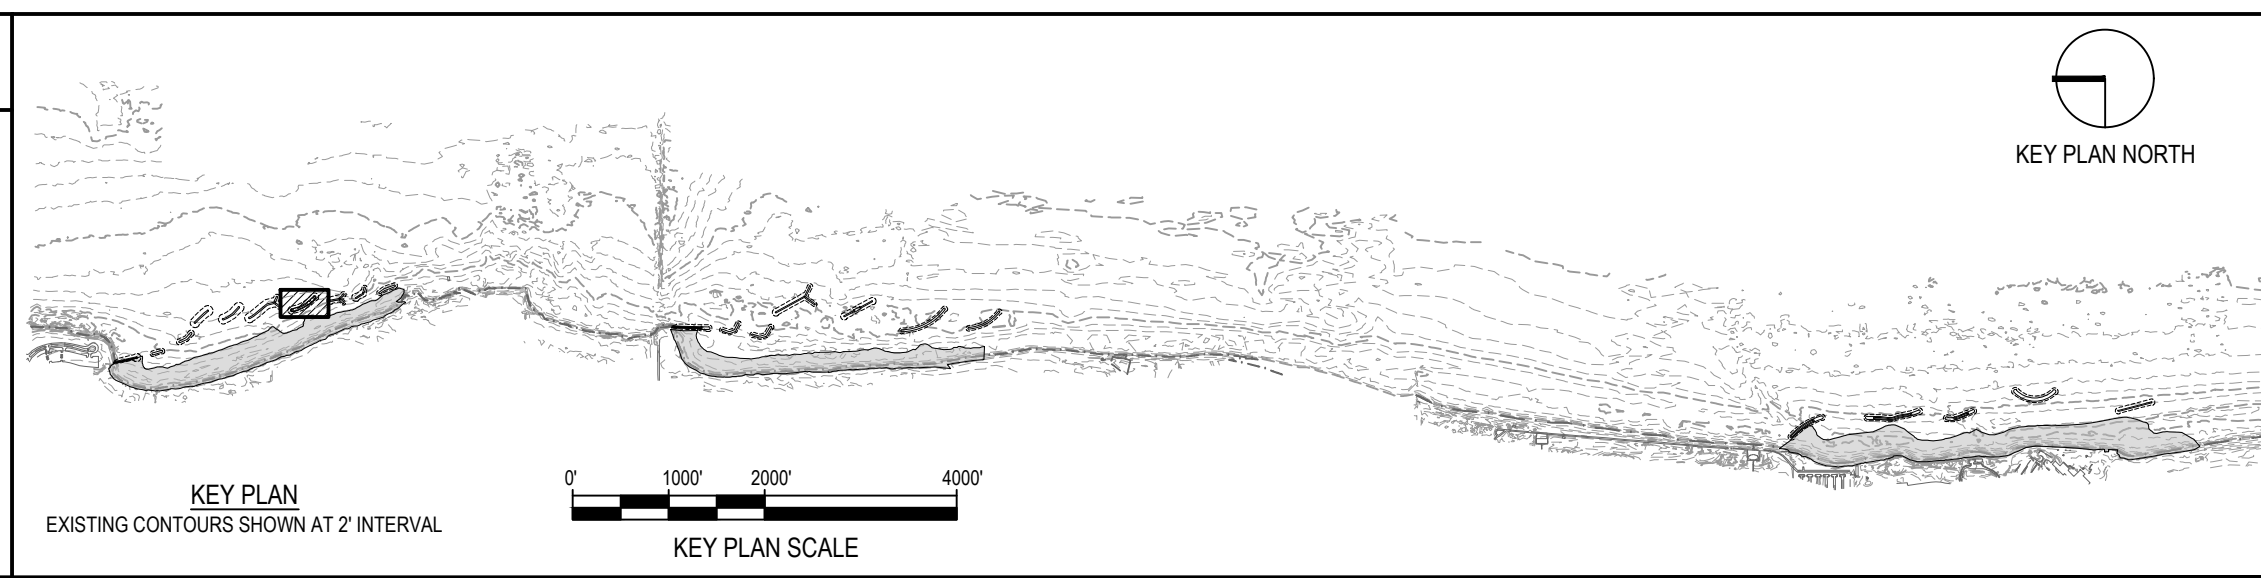 KEY PLAN NORTH
0' 1000' 2000' 4000'
KEY PLAN SCALE
KEY PLAN
EXISTING CONTOURS SHOWN AT 2' INTERVAL